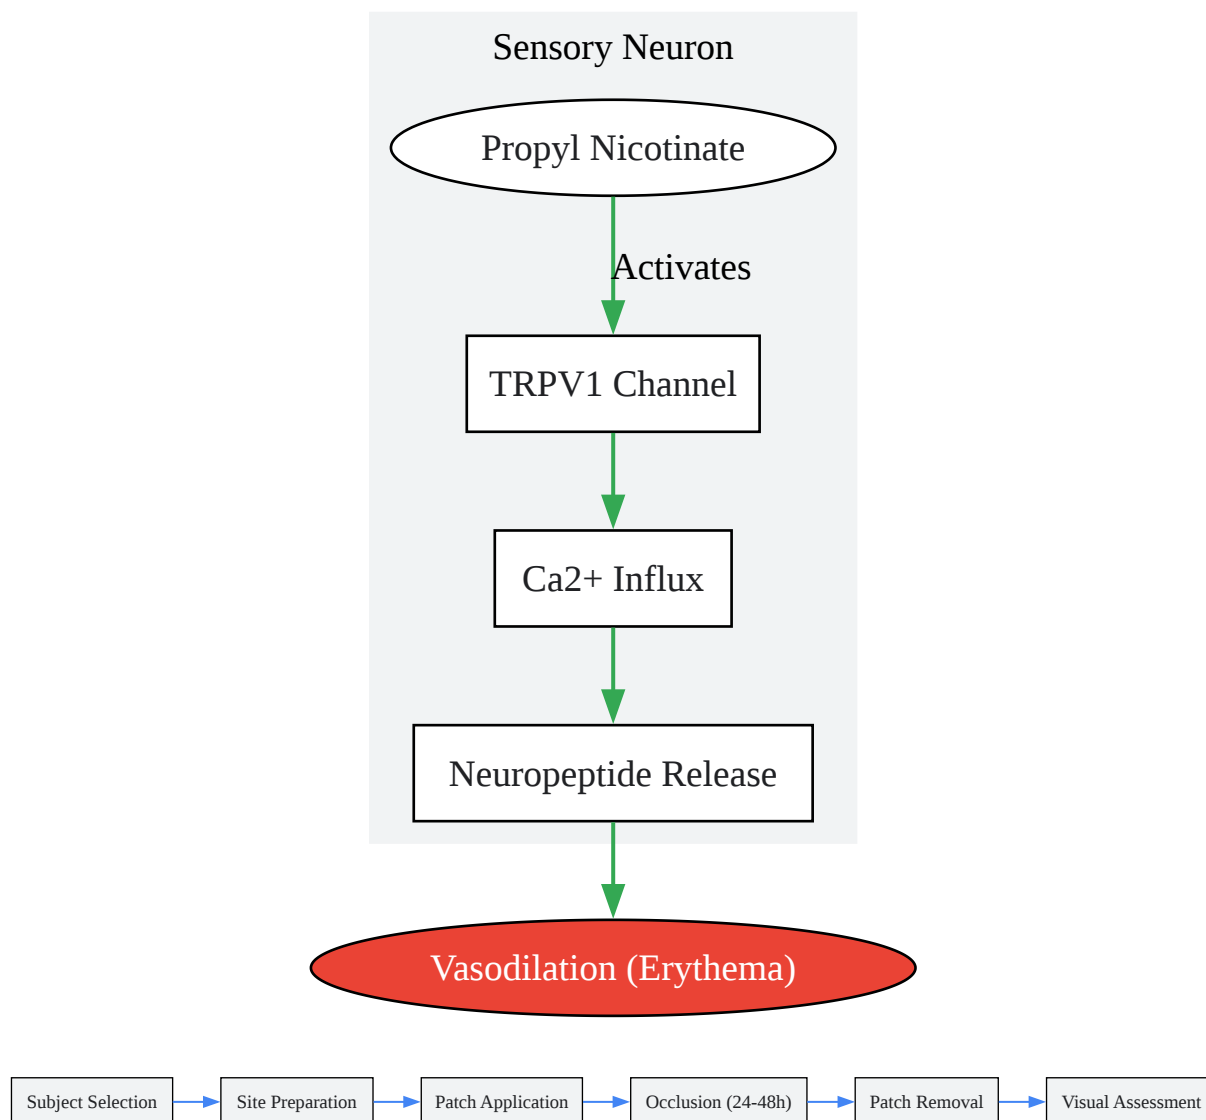 Sensory Neuron
Propyl Nicotinate
Activates
TRPV1 Channel
Ca2+ Influx
Neuropeptide Release
Vasodilation (Erythema)
Subject Selection
Site Preparation
Patch Application
Occlusion (24-48h)
Patch Removal
Visual Assessment